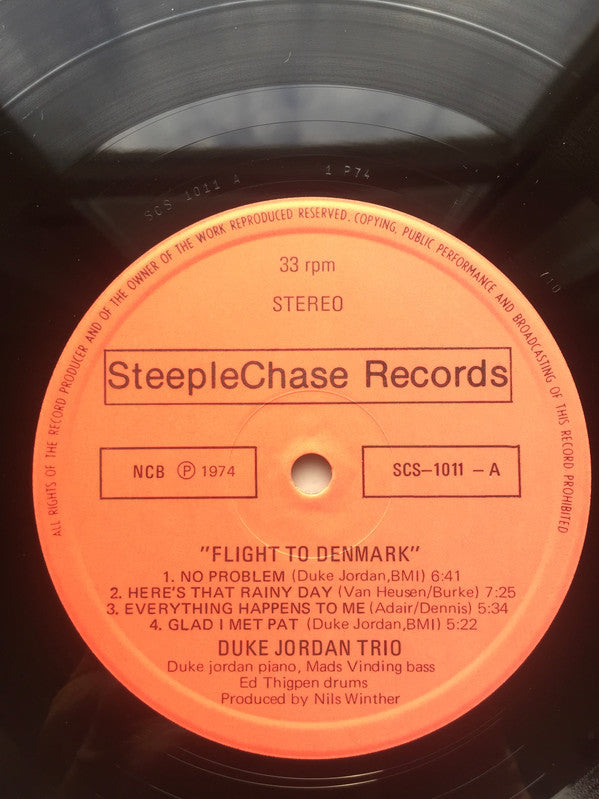 SCS 1011 A 1 P74
ALL RIGHTS OF THE RECORD PRODUCER AND OF THE OWNER OF THE WORK REPRODUCED RESERVED. COPYING, PUBLIC PERFORMANCE AND BROADCASTING OF THIS RECORD PROHIBITED
33 rpm
STEREO
SteepleChase Records
NCB Ⓟ 1974
SCS-1011 - A
"FLIGHT TO DENMARK"
1. NO PROBLEM (Duke Jordan,BMI) 6:41
2. HERE'S THAT RAINY DAY (Van Heusen/Burke) 7:25
3. EVERYTHING HAPPENS TO ME (Adair/Dennis) 5:34
4. GLAD I MET PAT (Duke Jordan,BMI) 5:22
DUKE JORDAN TRIO
Duke jordan piano, Mads Vinding bass
Ed Thigpen drums
Produced by Nils Winther